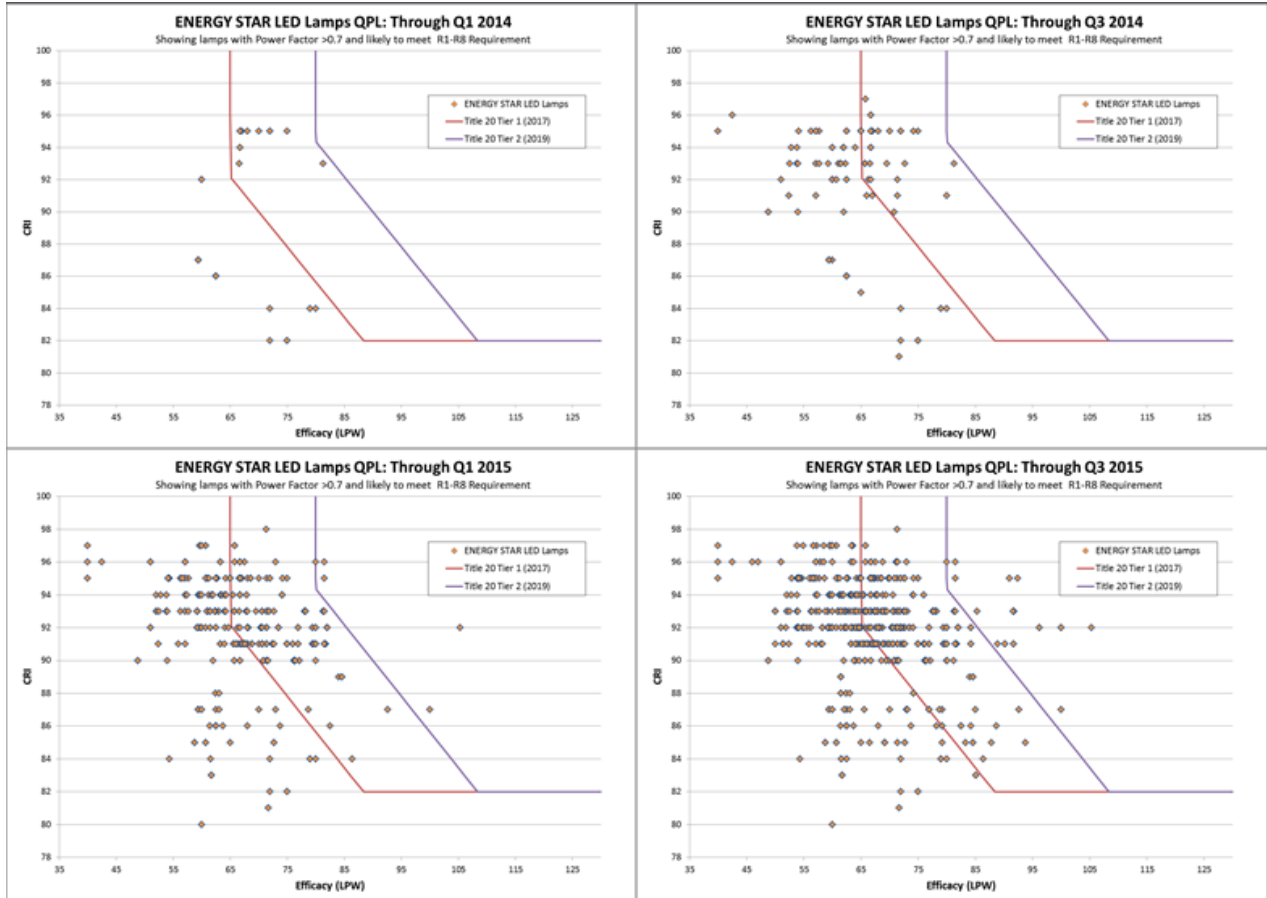 ENERGY STAR LED Lamps QPL: Through Q1 2014
Showing lamps with Power Factor >0.7 and likely to meet R1-R8 Requirement
100
98
96
94
92
90
88
86
84
82
80
78
CRI
ENERGY STAR LED Lamps
Title 20 Tier 1 (2017)
Title 20 Tier 2 (2019)
35 45 55 65 75 85 95 105 115 125
Efficacy (LPW)
ENERGY STAR LED Lamps QPL: Through Q3 2014
Showing lamps with Power Factor >0.7 and likely to meet R1-R8 Requirement
100
98
96
94
92
90
88
86
84
82
80
78
CRI
ENERGY STAR LED Lamps
Title 20 Tier 1 (2017)
Title 20 Tier 2 (2019)
35 45 55 65 75 85 95 105 115 125
Efficacy (LPW)
ENERGY STAR LED Lamps QPL: Through Q1 2015
Showing lamps with Power Factor >0.7 and likely to meet R1-R8 Requirement
100
98
96
94
92
90
88
86
84
82
80
78
CRI
ENERGY STAR LED Lamps
Title 20 Tier 1 (2017)
Title 20 Tier 2 (2019)
35 45 55 65 75 85 95 105 115 125
Efficacy (LPW)
ENERGY STAR LED Lamps QPL: Through Q3 2015
Showing lamps with Power Factor >0.7 and likely to meet R1-R8 Requirement
100
98
96
94
92
90
88
86
84
82
80
78
CRI
ENERGY STAR LED Lamps
Title 20 Tier 1 (2017)
Title 20 Tier 2 (2019)
35 45 55 65 75 85 95 105 115 125
Efficacy (LPW)